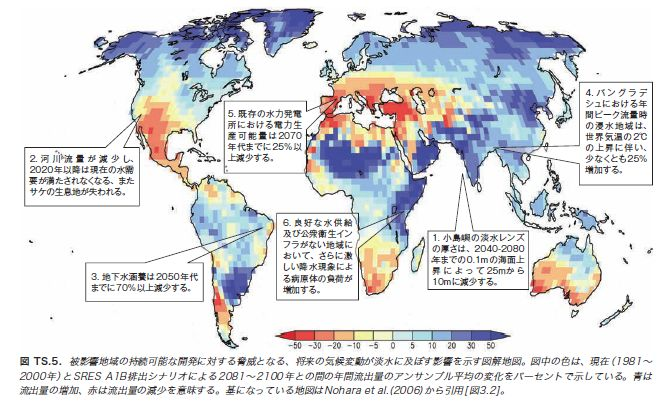 5. 既存の水力発電
所における電力生
産可能量は2070
年代までに25%以
上減少する。
4. バングラデ
シュにおける年
間ピーク流量時
の浸水地域は、
世界気温の2℃
の上昇に伴い、
少なくとも25%
増加する。
2. 河川流量が減少し、
2020年以降は現在の水需
要が満たされなくなる、また
サケの生息地が失われる。
6. 良好な水供給
及び公衆衛生イ
ンフラがない地域に
おいて、さらに激
しい降水現象によ
る病原体の負荷が
増加する。
1. 小島嶼の淡水レンズ
の厚さは、2040-2080
年までの0.1mの海面上
昇によって25mから
10mに減少する。
3. 地下水涵養は2050年代
までに70%以上減少する。
-50 -30 -20 -10 -5 0 5 10 20 30 50
図 TS.5. 被影響地域の持続可能な開発に対する脅威となる、将来の気候変動が淡水に及ぼす影響を示す図解地図。図中の色は、現在(1981~
2000年)とSRES A1B排出シナリオによる2081~2100年との間の年間流出量のアンサンブル平均の変化をパーセントで示している。青は
流出量の増加、赤は流出量の減少を意味する。基になっている地図はNohara et al.(2006)から引用[図3.2]。